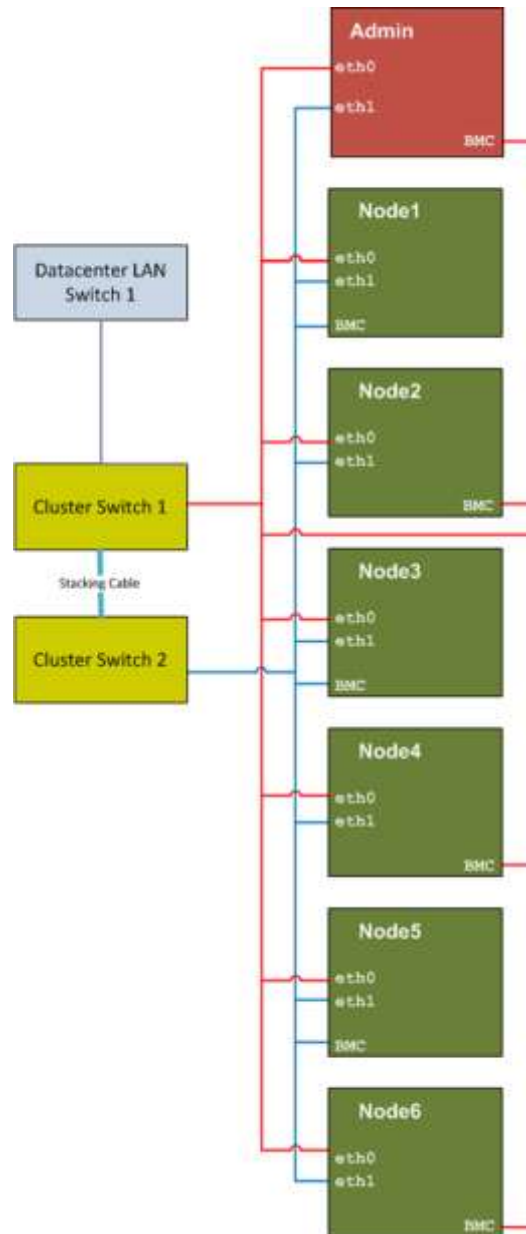 Admin
eth0
eth1
BMC
Node1
Datacenter LAN
Switch 1
eth0
eth1
BMC
Node2
eth0
eth1
Cluster Switch 1
BMC
Node3
Stacking Cable
eth0
Cluster Switch 2
eth1
BMC
Node4
eth0
eth1
BMC
Node5
eth0
eth1
BMC
Node6
eth0
eth1
BMC